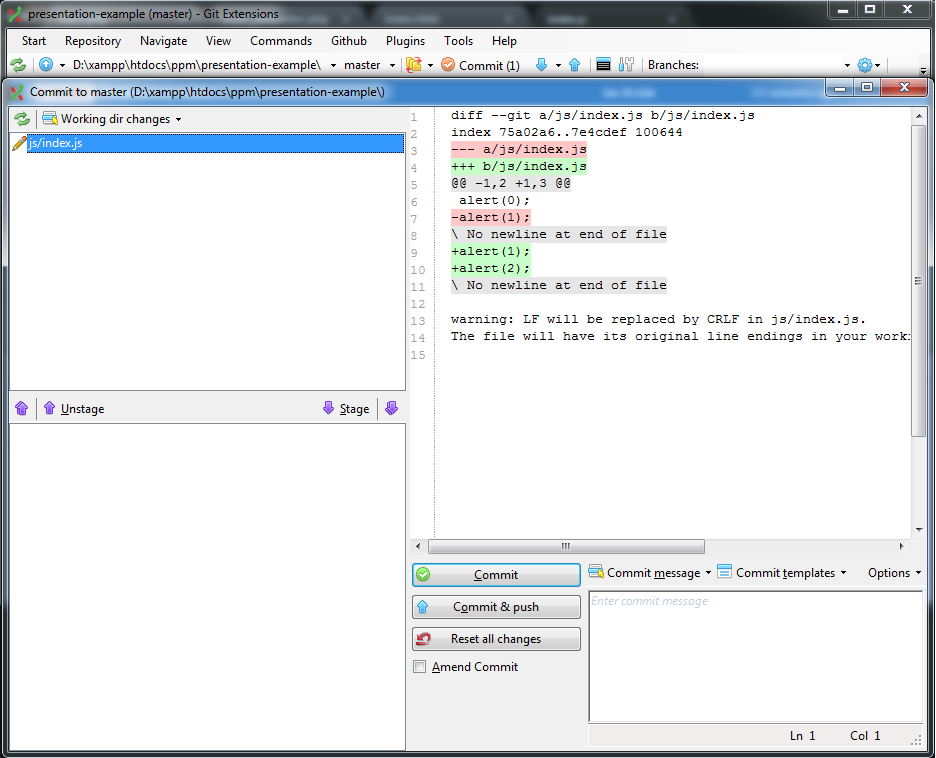 presentation-example (master) - Git Extensions
Start Repository Navigate View Commands Github Plugins Tools Help
D:\xampp\htdocs\ppm\presentation-example\ master Commit (1) Branches:
Commit to master (D:\xampp\htdocs\ppm\presentation-example\)
Working dir changes
js/index.js
Unstage Stage
1 diff --git a/js/index.js b/js/index.js
2 index 75a02a6..7e4cdef 100644
3 --- a/js/index.js
4 +++ b/js/index.js
5 @@ -1,2 +1,3 @@
6 alert(0);
7 -alert(1);
8 \ No newline at end of file
9 +alert(1);
10 +alert(2);
11 \ No newline at end of file
12
13 warning: LF will be replaced by CRLF in js/index.js.
14 The file will have its original line endings in your work
15
Commit
Commit & push
Reset all changes
Amend Commit
Commit message Commit templates Options
Enter commit message
Ln 1 Col 1